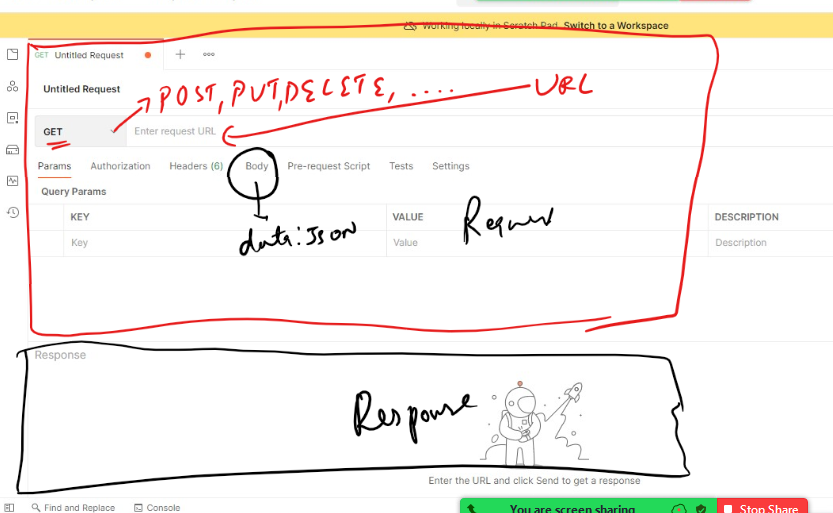 Working locally in Scratch Pad. Switch to a Workspace
GET Untitled Request
Untitled Request
POST, PUT, DELETE, .... URL
GET Enter request URL
Params Authorization Headers (6) Body Pre-request Script Tests Settings
Query Params
KEY VALUE DESCRIPTION
Key Value Description
data:Json
Response
Response
Enter the URL and click Send to get a response
Find and Replace Console
You are screen sharing Stop Share